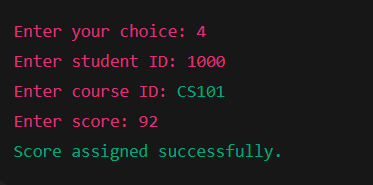 Enter your choice: 4
Enter student ID: 1000
Enter course ID: CS101
Enter score: 92
Score assigned successfully.